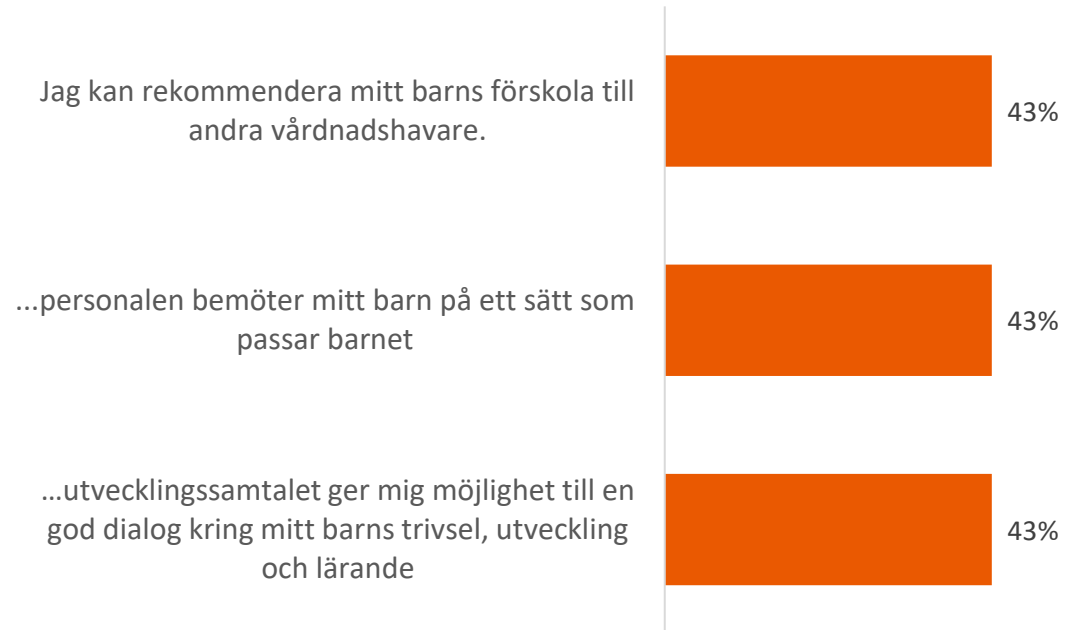 Jag kan rekommendera mitt barns förskola till
andra vårdnadshavare.
43%
...personalen bemöter mitt barn på ett sätt som
passar barnet
43%
...utvecklingssamtalet ger mig möjlighet till en
god dialog kring mitt barns trivsel, utveckling
och lärande
43%